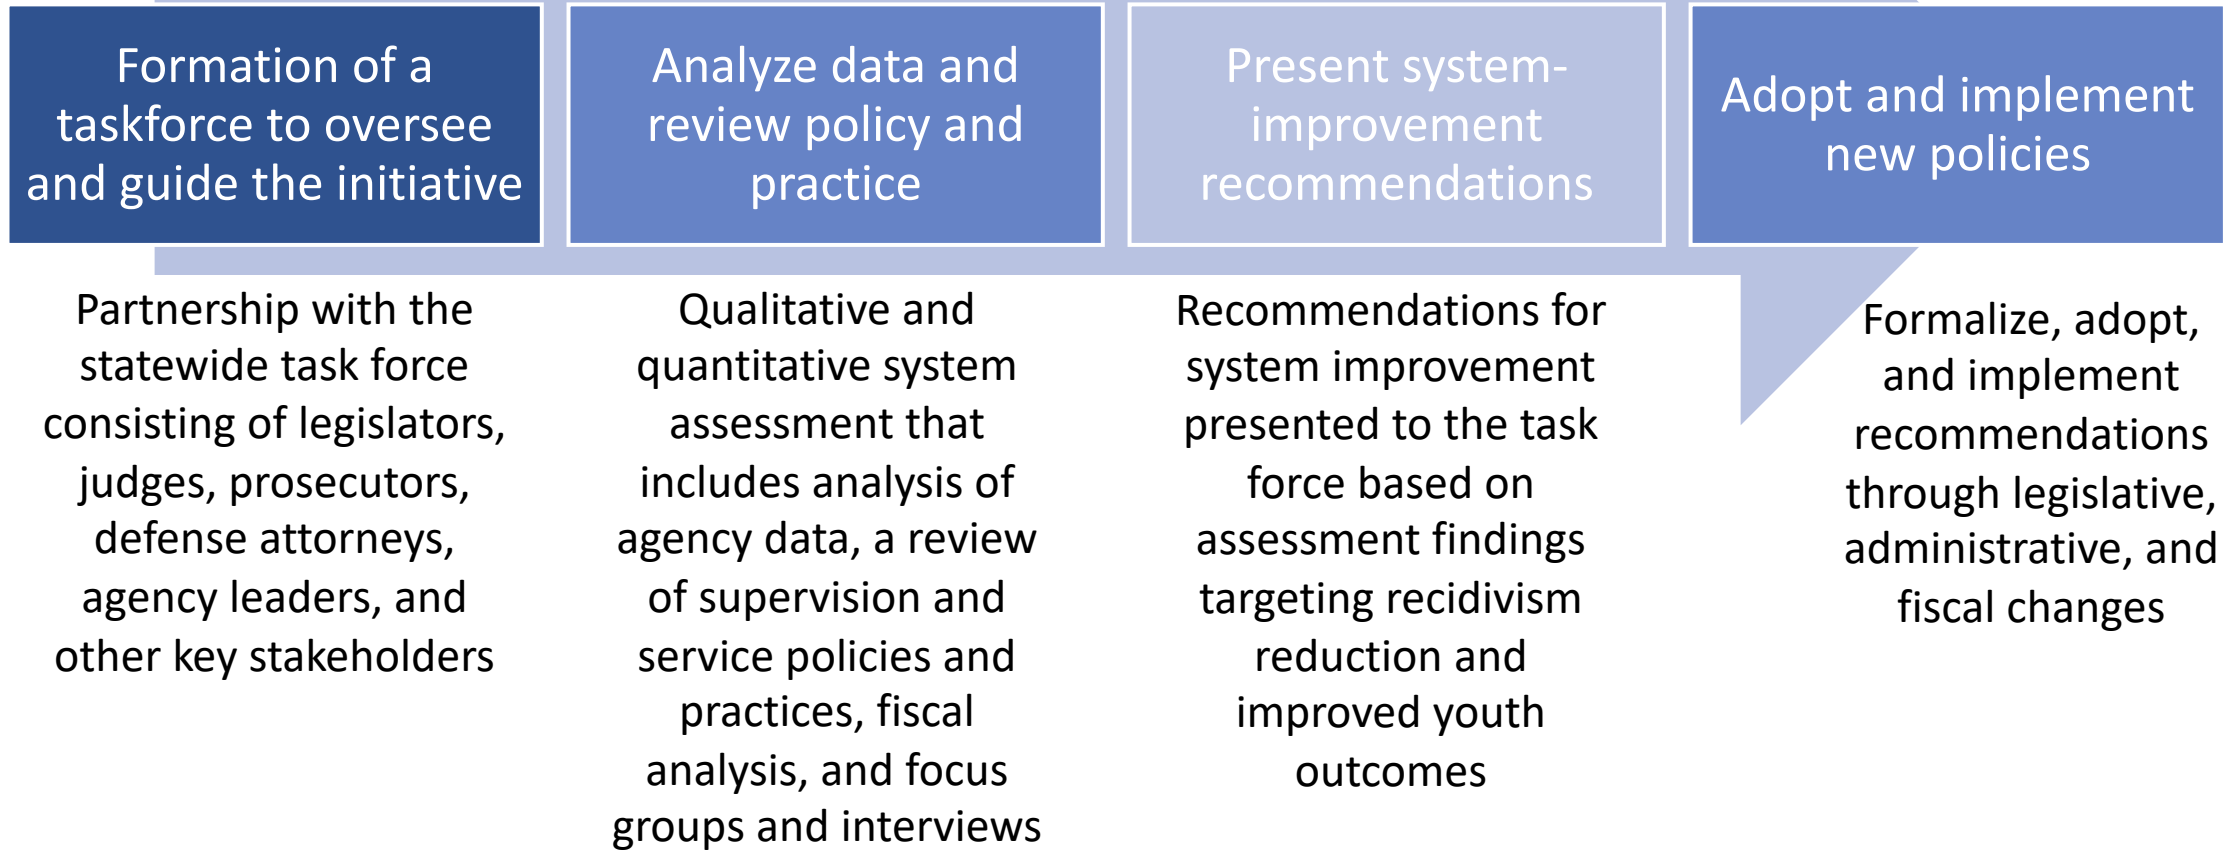 Formation of a
taskforce to oversee
and guide the initiative
Analyze data and
review policy and
practice
Present system-
improvement
recommendations
Adopt and implement
new policies
Partnership with the
statewide task force
consisting of legislators,
judges, prosecutors,
defense attorneys,
agency leaders, and
other key stakeholders
Qualitative and
quantitative system
assessment that
includes analysis of
agency data, a review
of supervision and
service policies and
practices, fiscal
analysis, and focus
groups and interviews
Recommendations for
system improvement
presented to the task
force based on
assessment findings
targeting recidivism
reduction and
improved youth
outcomes
Formalize, adopt,
and implement
recommendations
through legislative,
administrative, and
fiscal changes